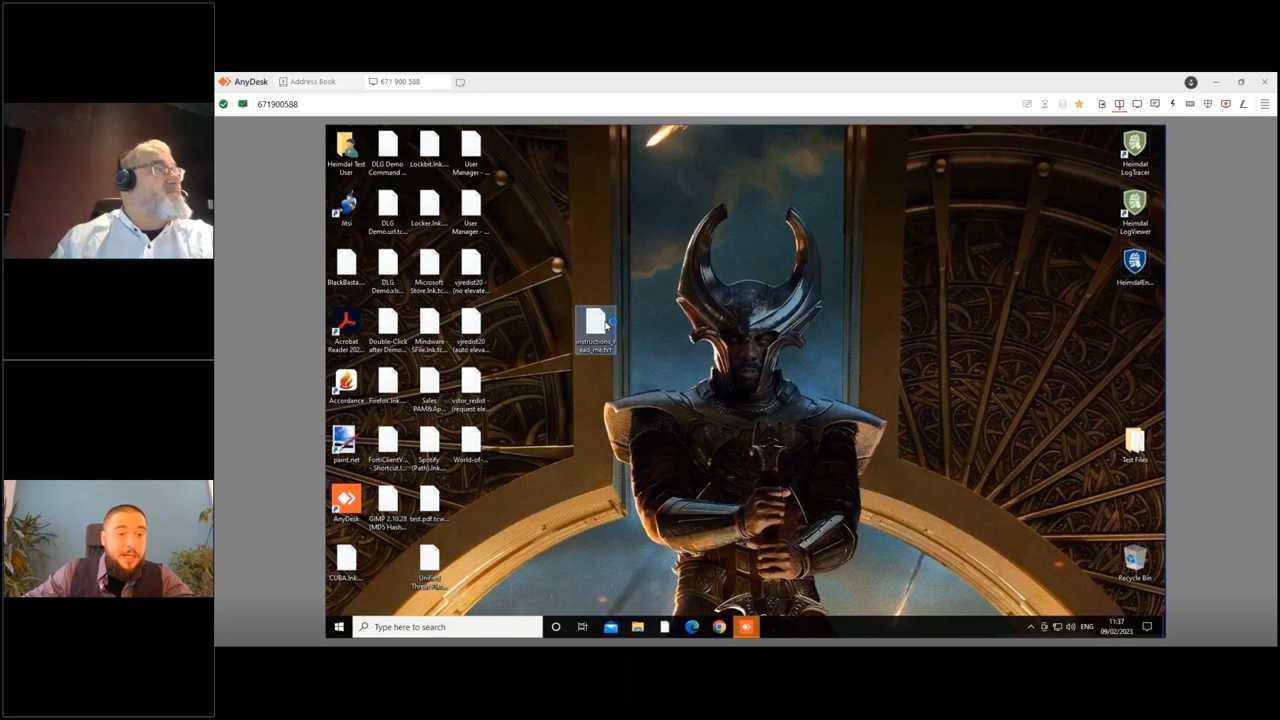 AnyDesk
Address Book
671 900 588
671900588
Heimdal Test
User
DLG Demo
Command ...
Lockbit.lnk....
User
Manager - ...
Jitsi
DLG
Demo.url.tc...
Locker.lnk....
User
Manager - ...
BlackBasta....
DLG
Demo.xls...
Microsoft
Store.lnk.tc...
vjredist20 -
(no elevate...
Acrobat
Reader 202...
Double-Click
after Demo...
Mindware
SFile.lnk.tc...
vjredist20
(auto eleva...
Accordance
Firefox.lnk....
Sales
PAM&Ap...
vstor_redist -
(request ele...
paint.net
FortiClientV...
- Shortcut.l...
Spotify
(Path).lnk....
World-of-...
AnyDesk
GIMP 2.10.28
(MD5 Hash...
test.pdf.tcw...
CUBA.lnk....
Unified
instructions_r
ead_me.txt
Heimdal
LogTracer
Heimdal
LogViewer
HeimdalEn...
Test Files
Recycle Bin
Type here to search
ENG
11:37
09/02/2023